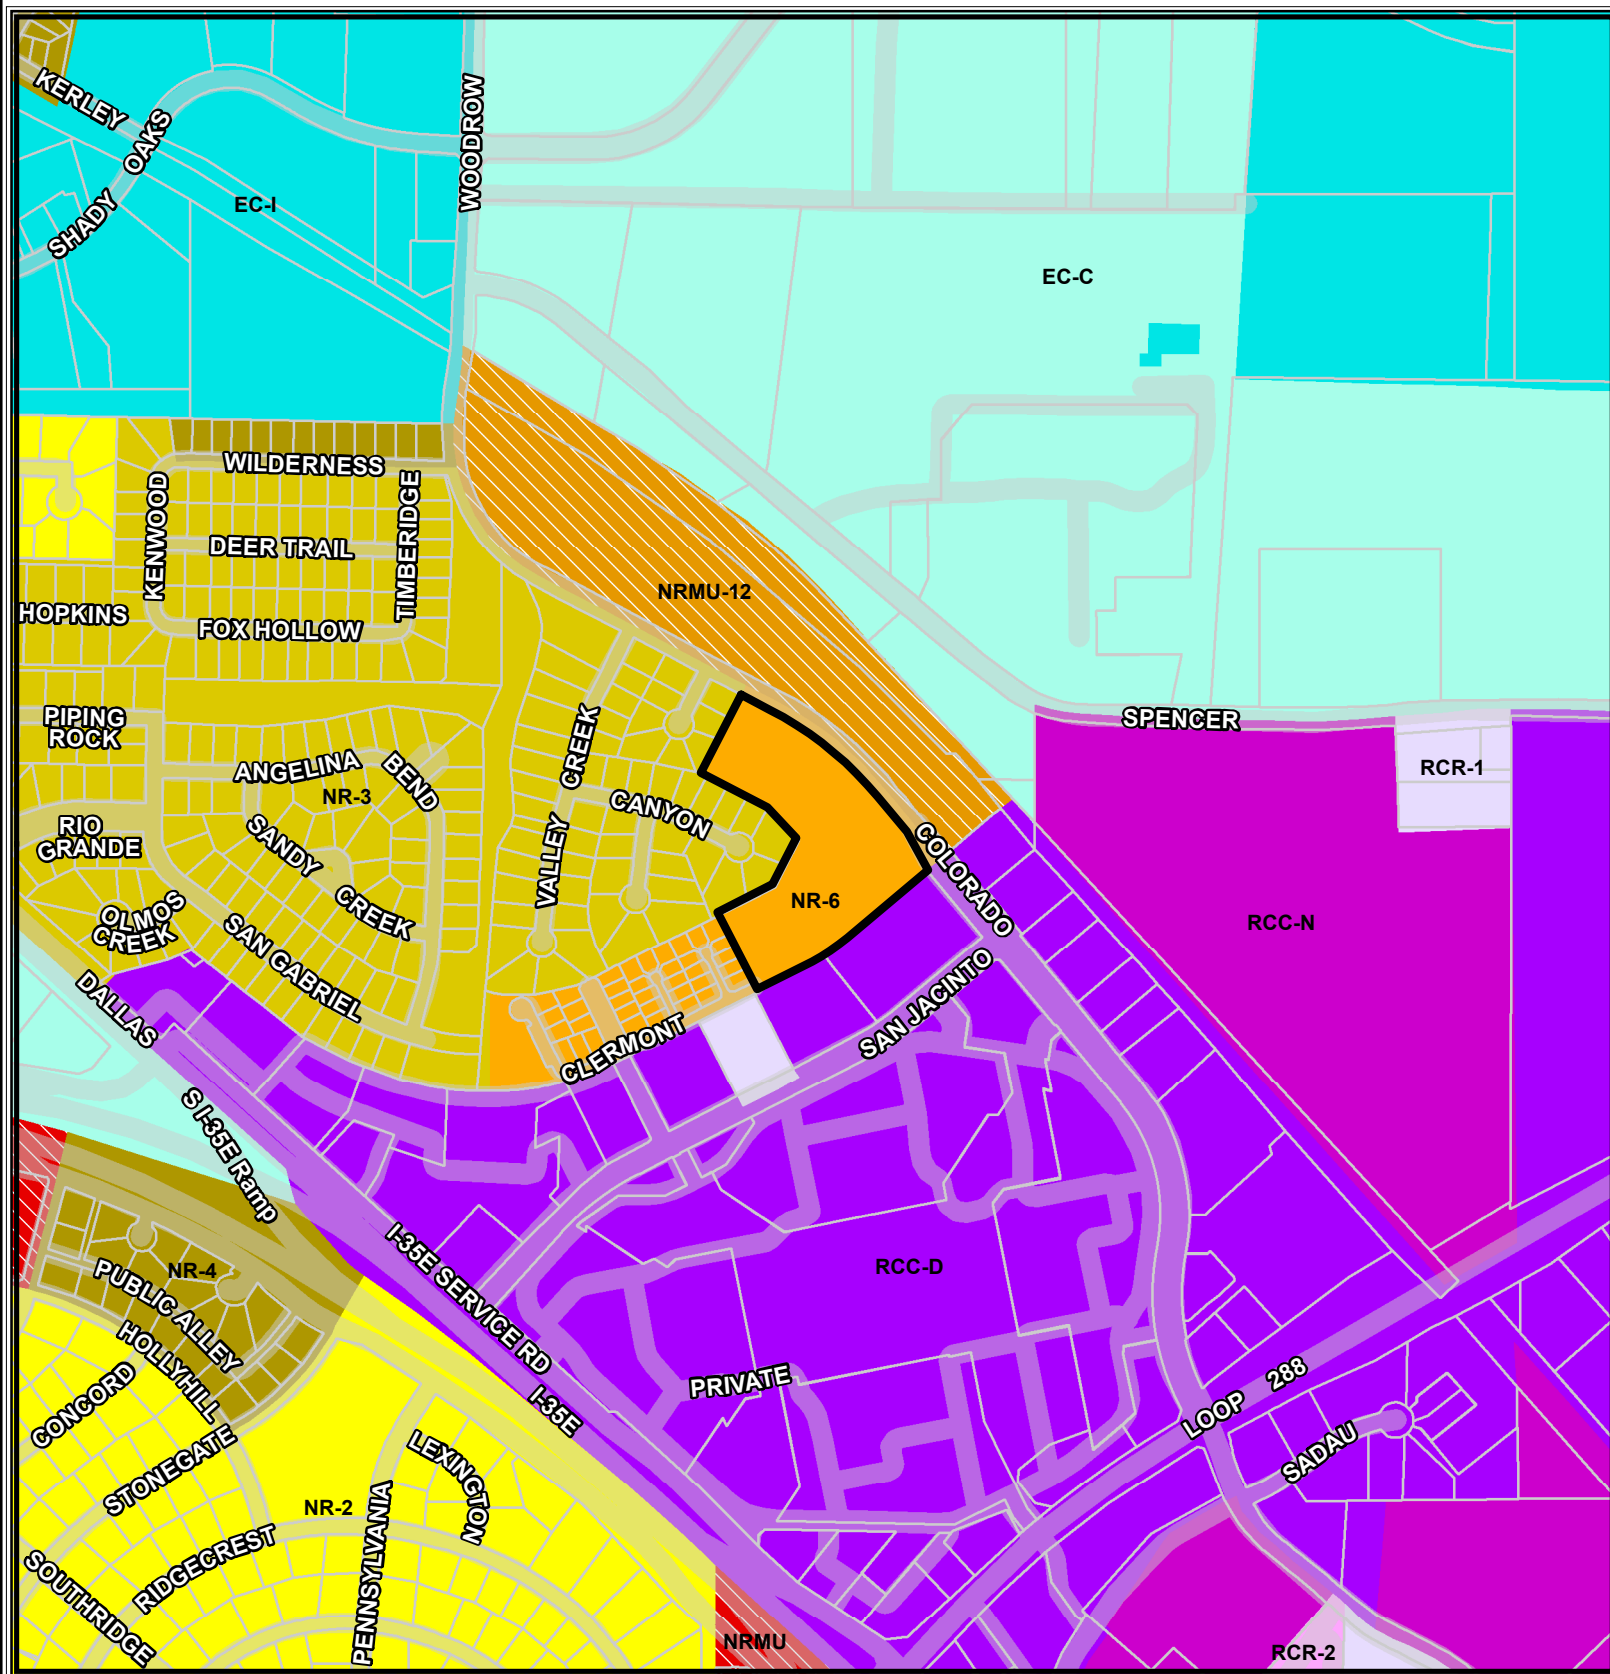 KERLEY
SHADY OAKS
WOODROW
EC-I
EC-C
WILDERNESS
KENWOOD
DEER TRAIL
TIMBERIDGE
HOPKINS
FOX HOLLOW
NRMU-12
PIPING
ROCK
ANGELINA
BEND
NR-3
VALLEY CREEK
CANYON
SPENCER
RCR-1
RIO
GRANDE
SANDY CREEK
OLMOS
CREEK
SAN GABRIEL
NR-6
COLORADO
RCC-N
DALLAS
CLERMONT
SAN JACINTO
S I-35E Ramp
NR-4
PUBLIC ALLEY
HOLLYHILL
I-35E SERVICE RD
I-35E
RCC-D
PRIVATE
LOOP 288
SADAU
CONCORD
STONEGATE
LEXINGTON
NR-2
PENNSYLVANIA
RIDGECREST
SOUTHRIDGE
NRMU
RCR-2